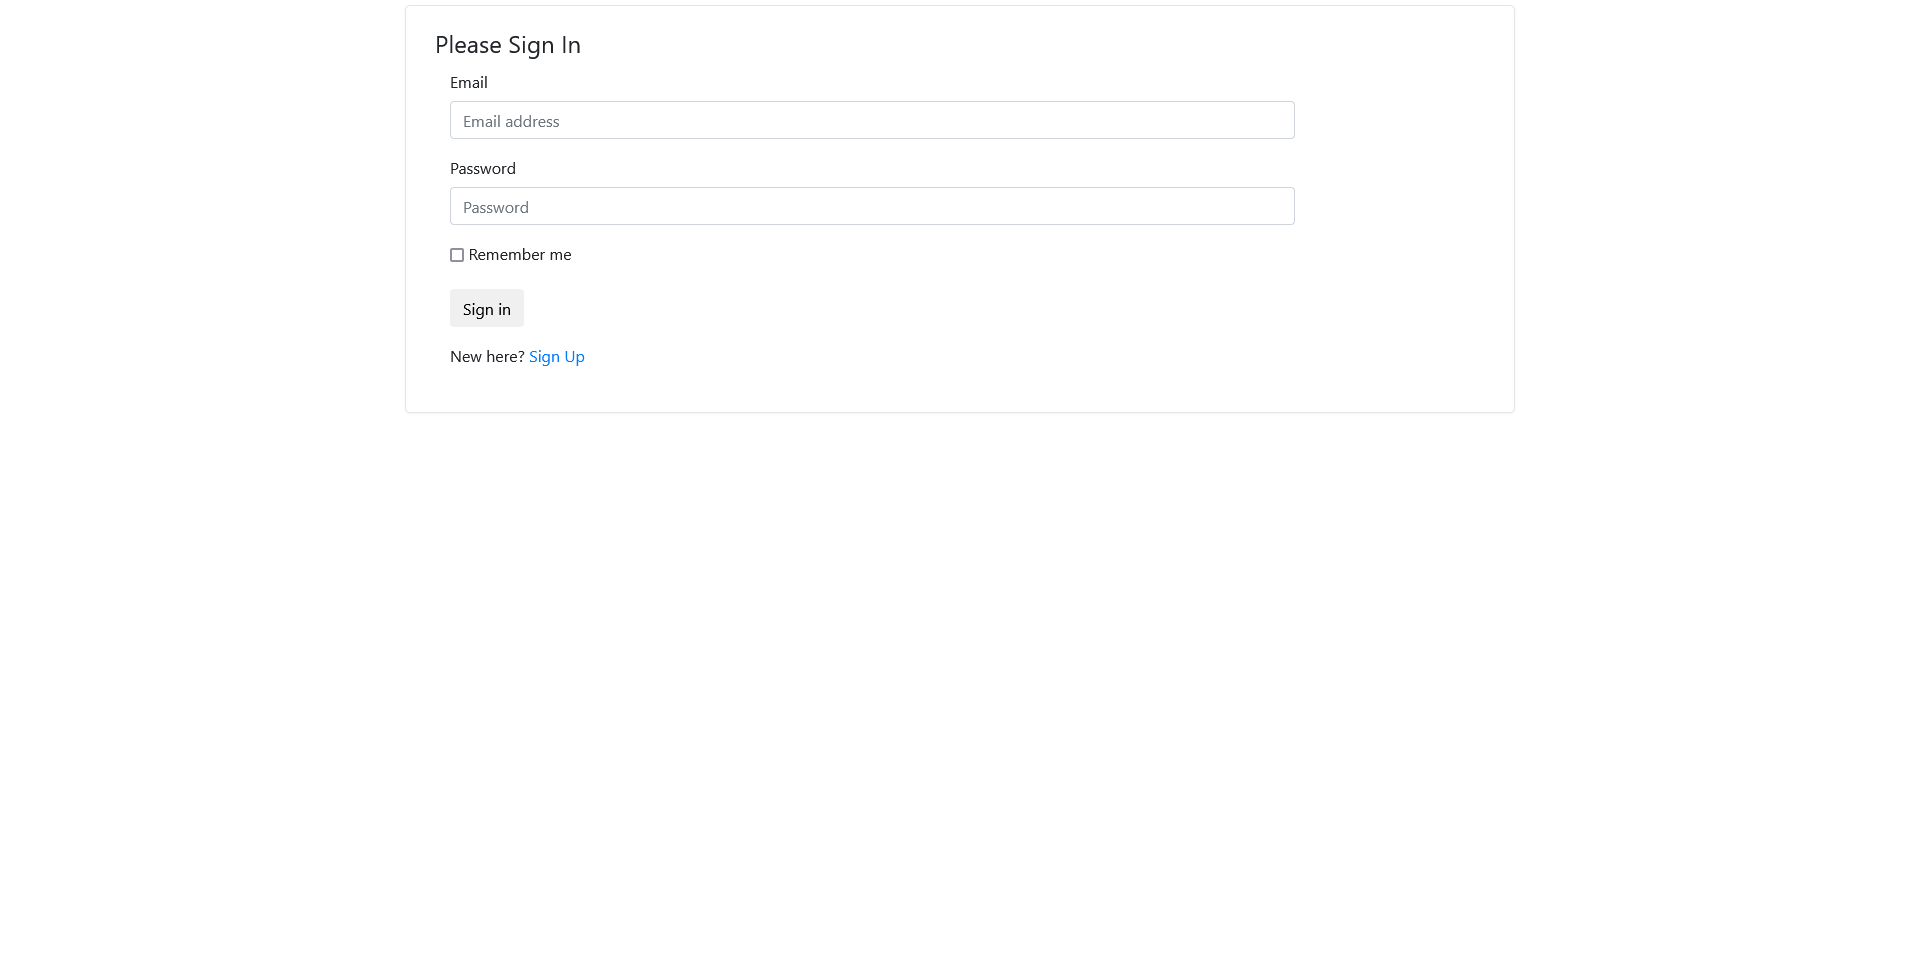 Please Sign In
Email
Email address
Password
Password
Remember me
Sign in
New here? Sign Up